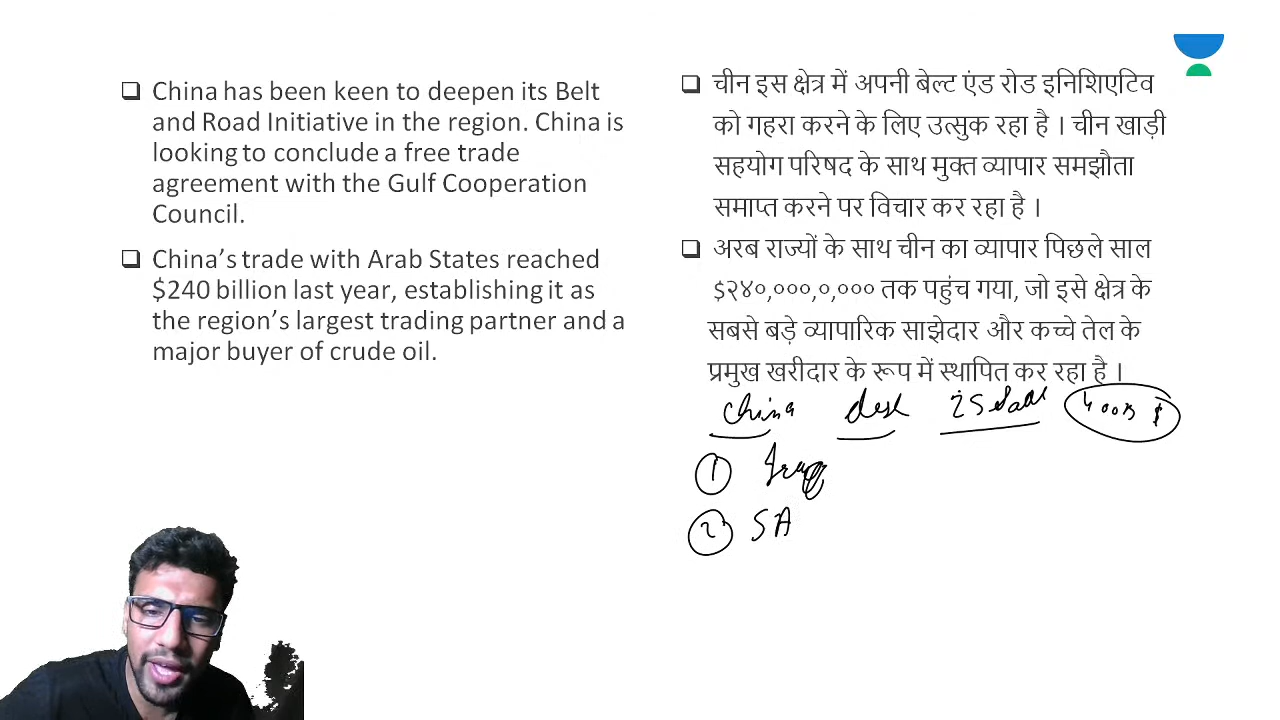 ❑ China has been keen to deepen its Belt
and Road Initiative in the region. China is
looking to conclude a free trade
agreement with the Gulf Cooperation
Council.
❑ China's trade with Arab States reached
$240 billion last year, establishing it as
the region's largest trading partner and a
major buyer of crude oil.
❑ चीन इस क्षेत्र में अपनी बेल्ट एंड रोड इनिशिएटिव
को गहरा करने के लिए उत्सुक रहा है । चीन खाड़ी
सहयोग परिषद के साथ मुक्त व्यापार समझौता
समाप्त करने पर विचार कर रहा है ।
❑ अरब राज्यों के साथ चीन का व्यापार पिछले साल
$२४०,०००,०,००० तक पहुंच गया, जो इसे क्षेत्र के
सबसे बड़े व्यापारिक साझेदार और कच्चे तेल के
प्रमुख खरीदार के रूप में स्थापित कर रहा है ।
China 25 400B $
1
2 SA